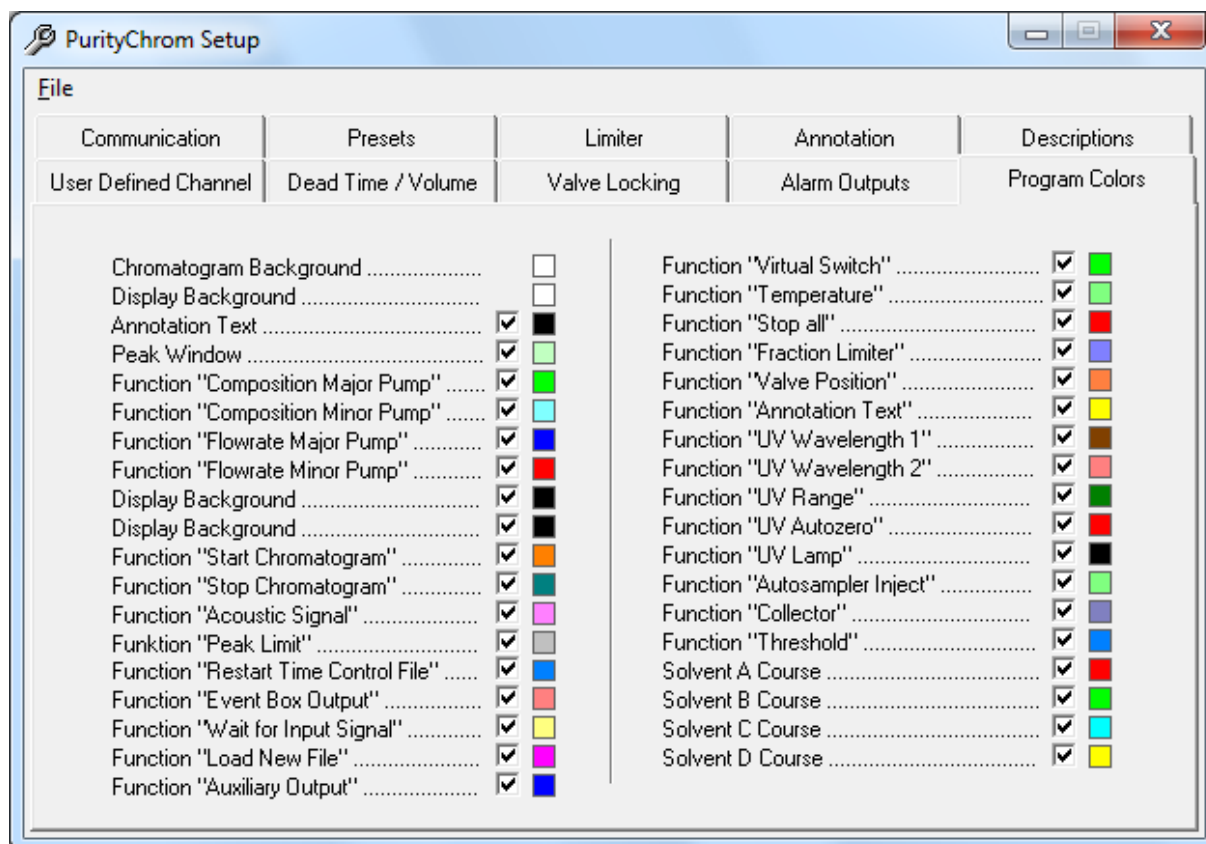 PurityChrom Setup
File
Communication
Presets
Limiter
Annotation
Descriptions
User Defined Channel
Dead Time / Volume
Valve Locking
Alarm Outputs
Program Colors
Chromatogram Background ....................
Display Background ...............................
Annotation Text ......................................
Peak Window .........................................
Function "Composition Major Pump" .......
Function "Composition Minor Pump" .......
Function "Flowrate Major Pump" ............
Function "Flowrate Minor Pump" ............
Display Background ...............................
Display Background ...............................
Function "Start Chromatogram" ..............
Function "Stop Chromatogram" ..............
Function "Acoustic Signal" .....................
Funktion "Peak Limit" ............................
Function "Restart Time Control File" ......
Function "Event Box Output" .................
Function "Wait for Input Signal" ..............
Function "Load New File" ......................
Function "Auxiliary Output" ....................
Function "Virtual Switch" .........................
Function "Temperature" ...........................
Function "Stop all" ..................................
Function "Fraction Limiter" .......................
Function "Valve Position" ........................
Function "Annotation Text" ....................
Function "UV Wavelength 1" .................
Function "UV Wavelength 2" .................
Function "UV Range" .............................
Function "UV Autozero" .........................
Function "UV Lamp" ...............................
Function "Autosampler Inject" ..................
Function "Collector" ...............................
Function "Threshold" ..............................
Solvent A Course ....................................
Solvent B Course ....................................
Solvent C Course ....................................
Solvent D Course ....................................